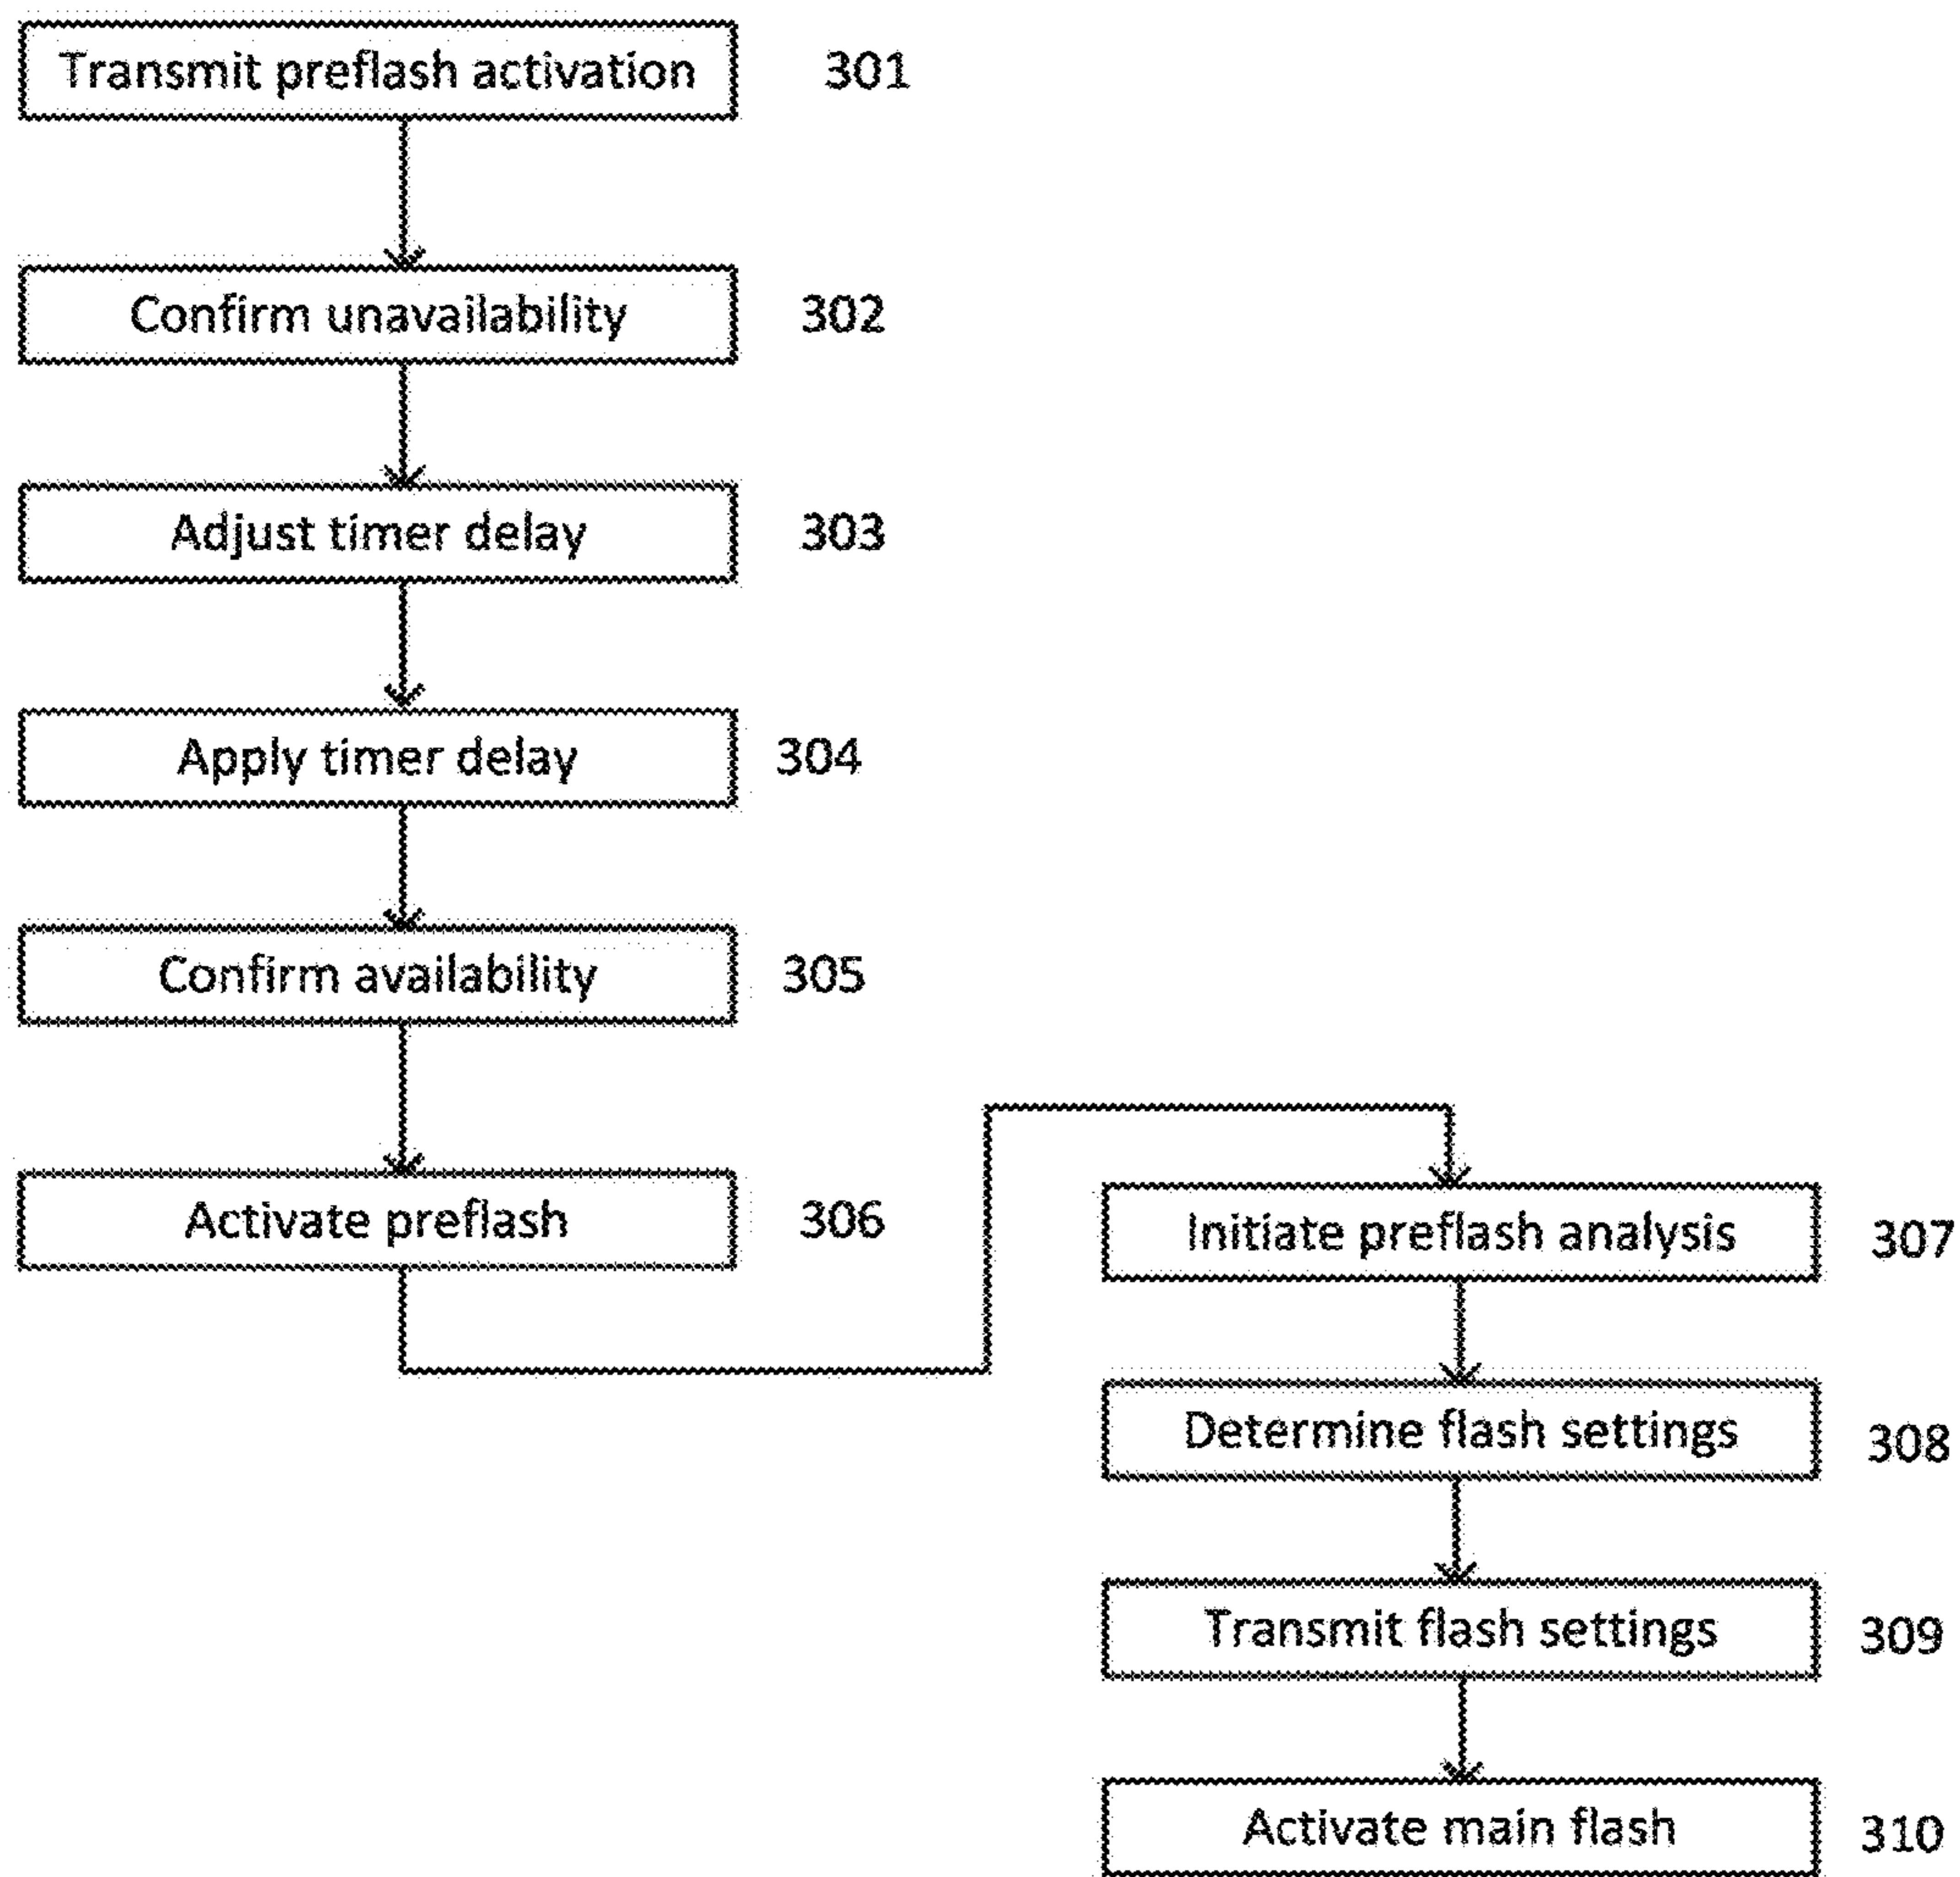 Transmit preflash activation 301
Confirm unavailability 302
Adjust timer delay 303
Apply timer delay 304
Confirm availability 305
Activate preflash 306
Initiate preflash analysis 307
Determine flash settings 308
Transmit flash settings 309
Activate main flash 310